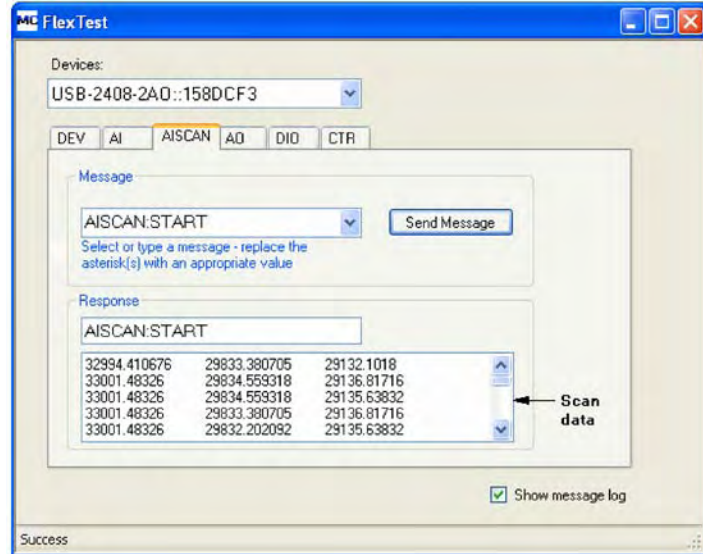 MC FlexTest
Devices:
USB-2408-2AO::158DCF3
DEV AI AISCAN AO DIO CTR
Message
AISCAN:START
Send Message
Select or type a message - replace the
asterisk(s) with an appropriate value
Response
AISCAN:START
32994.410676 29833.380705 29132.1018
33001.48326 29834.559318 29136.81716
33001.48326 29834.559318 29135.63832
33001.48326 29833.380705 29136.81716
33001.48326 29832.202092 29135.63832
Scan
data
Show message log
Success